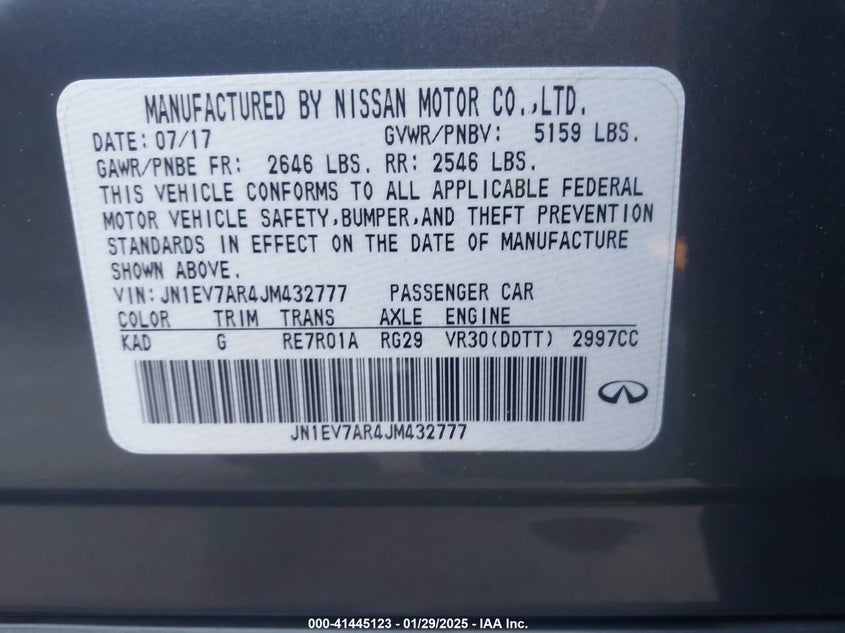 MANUFACTURED BY NISSAN MOTOR CO.,LTD.
DATE: 07/17 GVWR/PNBV: 5159 LBS.
GAWR/PNBE FR: 2646 LBS. RR: 2546 LBS.
THIS VEHICLE CONFORMS TO ALL APPLICABLE FEDERAL
MOTOR VEHICLE SAFETY,BUMPER,AND THEFT PREVENTION
STANDARDS IN EFFECT ON THE DATE OF MANUFACTURE
SHOWN ABOVE.
VIN: JN1EV7AR4JM432777 PASSENGER CAR
COLOR TRIM TRANS AXLE ENGINE
KAD G RE7R01A RG29 VR30(DDTT) 2997CC
JN1EV7AR4JM432777
000-41445123 - 01/29/2025 - IAA Inc.